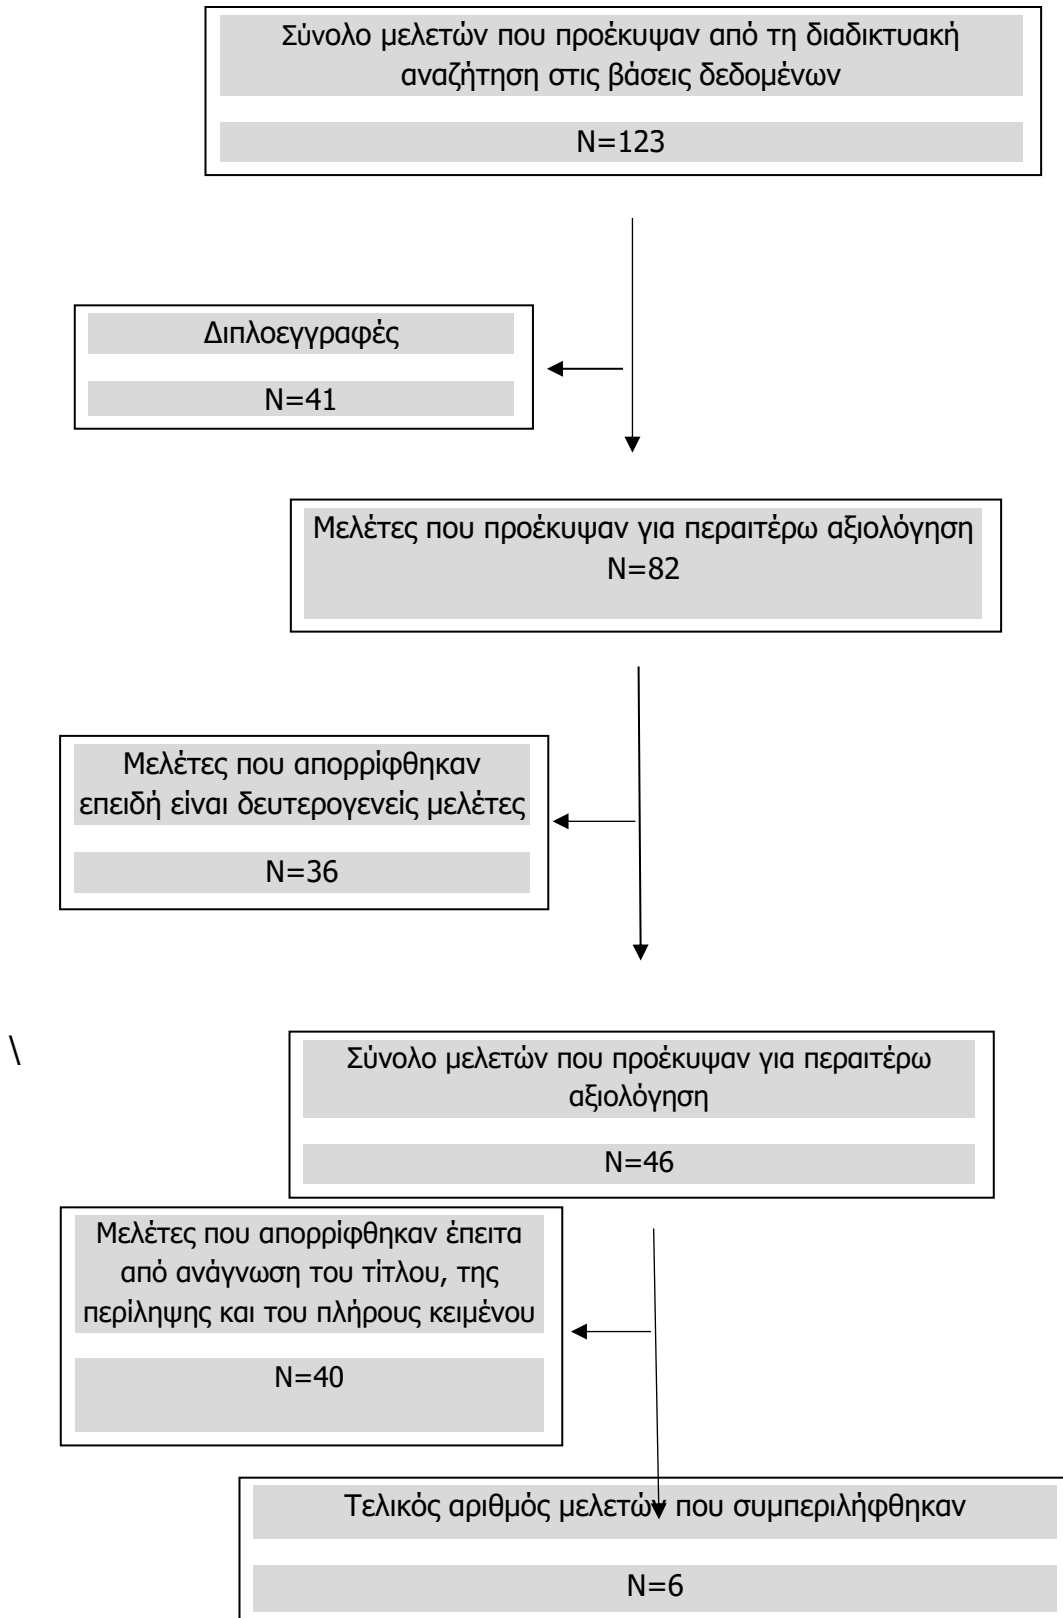 Σύνολο μελετών που προέκυψαν από τη διαδικτυακή
αναζήτηση στις βάσεις δεδομένων
Ν=123
Διπλοεγγραφές
Ν=41
Μελέτες που προέκυψαν για περαιτέρω αξιολόγηση
Ν=82
Μελέτες που απορρίφθηκαν
επειδή είναι δευτερογενείς μελέτες
Ν=36
\
Σύνολο μελετών που προέκυψαν για περαιτέρω
αξιολόγηση
Ν=46
Μελέτες που απορρίφθηκαν έπειτα
από ανάγνωση του τίτλου, της
περίληψης και του πλήρους κειμένου
Ν=40
Τελικός αριθμός μελετών που συμπεριλήφθηκαν
Ν=6